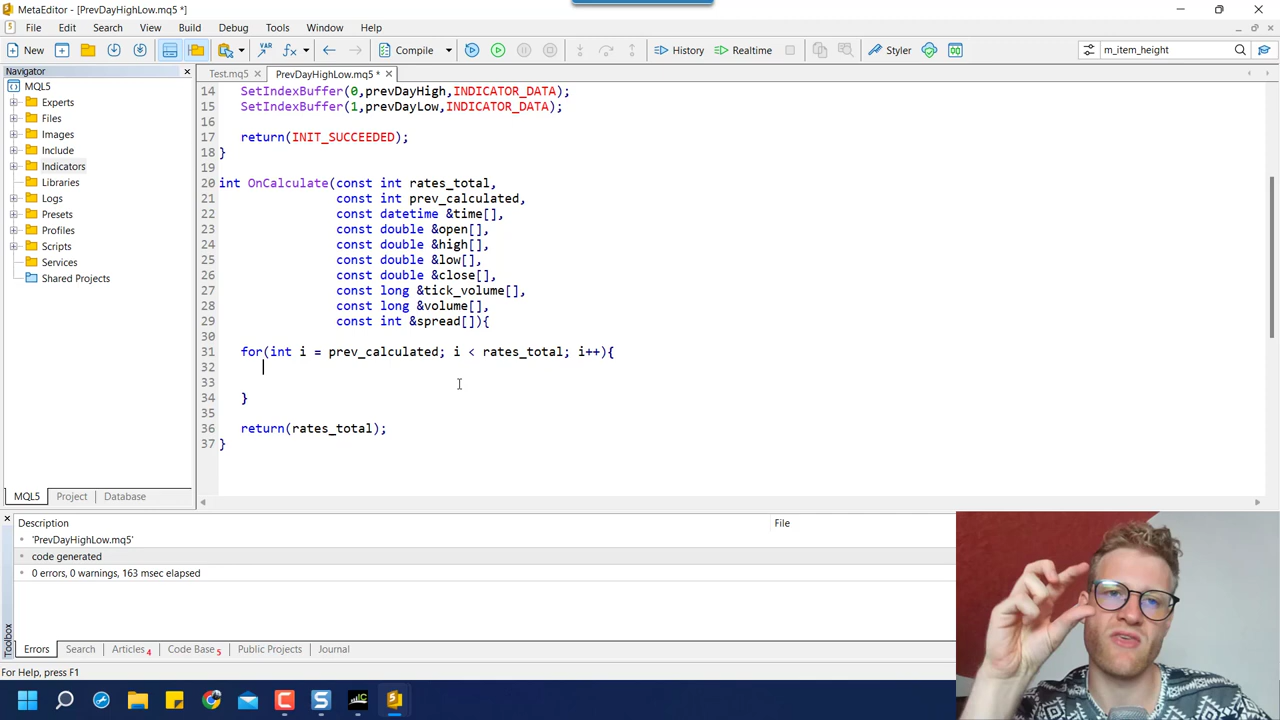 MetaEditor - [PrevDayHighLow.mq5 *]
File Edit Search View Build Debug Tools Window Help
New Compile History Realtime Styler m_item_height
Navigator
Test.mq5 PrevDayHighLow.mq5 *
MQL5
Experts
Files
Images
Include
Indicators
Libraries
Logs
Presets
Profiles
Scripts
Services
Shared Projects
MQL5 Project Database
14 SetIndexBuffer(0,prevDayHigh,INDICATOR_DATA);
15 SetIndexBuffer(1,prevDayLow,INDICATOR_DATA);
16
17 return(INIT_SUCCEEDED);
18 }
19
20 int OnCalculate(const int rates_total,
21 const int prev_calculated,
22 const datetime &time[],
23 const double &open[],
24 const double &high[],
25 const double &low[],
26 const double &close[],
27 const long &tick_volume[],
28 const long &volume[],
29 const int &spread[]){
30
31 for(int i = prev_calculated; i < rates_total; i++){
32
33
34 }
35
36 return(rates_total);
37 }
Description File
'PrevDayHighLow.mq5'
code generated
0 errors, 0 warnings, 163 msec elapsed
Toolbox
Errors Search Articles 4 Code Base 5 Public Projects Journal
For Help, press F1